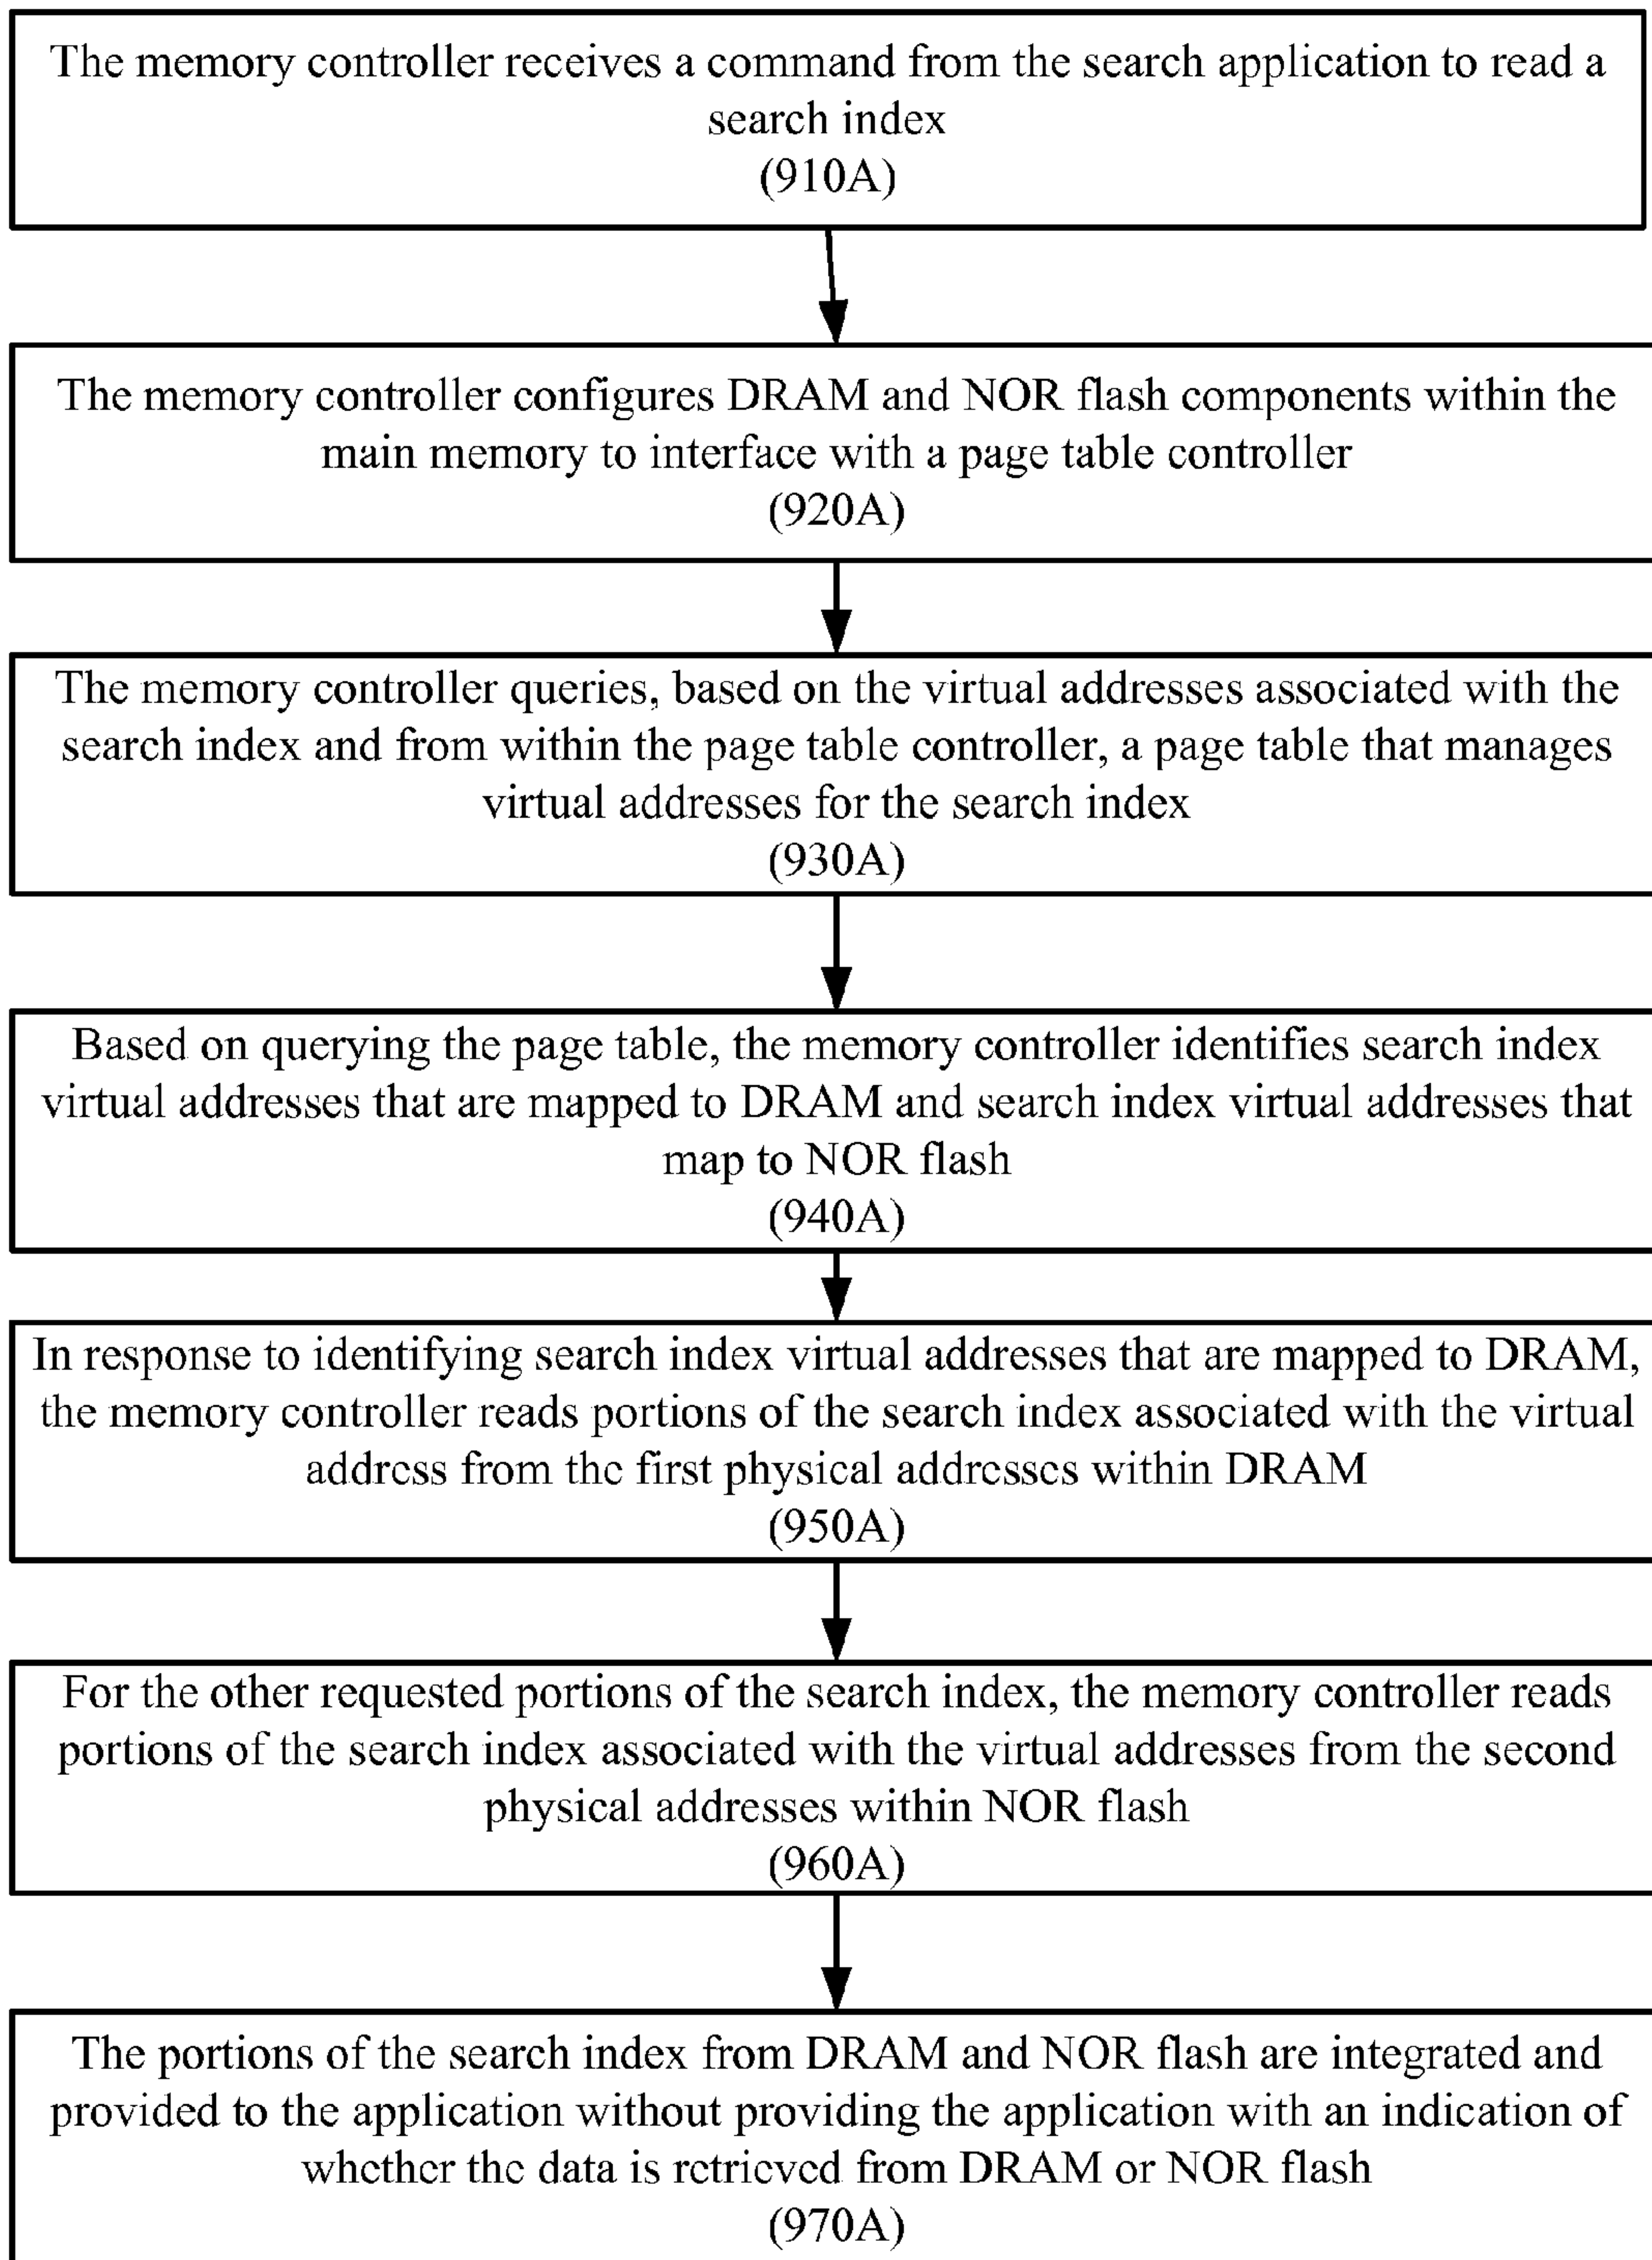 The memory controller receives a command from the search application to read a
search index
(910A)
The memory controller configures DRAM and NOR flash components within the
main memory to interface with a page table controller
(920A)
The memory controller queries, based on the virtual addresses associated with the
search index and from within the page table controller, a page table that manages
virtual addresses for the search index
(930A)
Based on querying the page table, the memory controller identifies search index
virtual addresses that are mapped to DRAM and search index virtual addresses that
map to NOR flash
(940A)
In response to identifying search index virtual addresses that are mapped to DRAM,
the memory controller reads portions of the search index associated with the virtual
address from the first physical addresses within DRAM
(950A)
For the other requested portions of the search index, the memory controller reads
portions of the search index associated with the virtual addresses from the second
physical addresses within NOR flash
(960A)
The portions of the search index from DRAM and NOR flash are integrated and
provided to the application without providing the application with an indication of
whether the data is retrieved from DRAM or NOR flash
(970A)